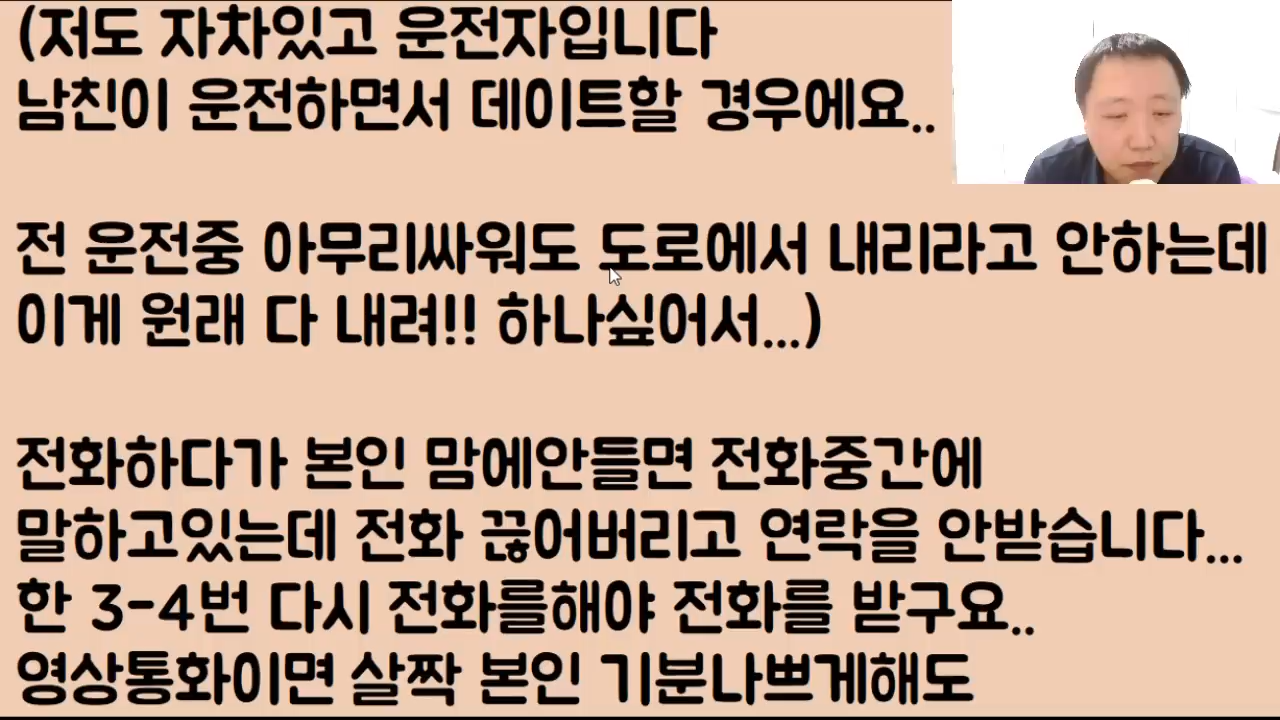 (저도 자차있고 운전자입니다
남친이 운전하면서 데이트할 경우에요..
전 운전중 아무리싸워도 도로에서 내리라고 안하는데
이게 원래 다 내려!! 하나싶어서...)
전화하다가 본인 맘에안들면 전화중간에
말하고있는데 전화 끊어버리고 연락을 안받습니다...
한 3-4번 다시 전화를해야 전화를 받구요..
영상통화이면 살짝 본인 기분나쁘게해도